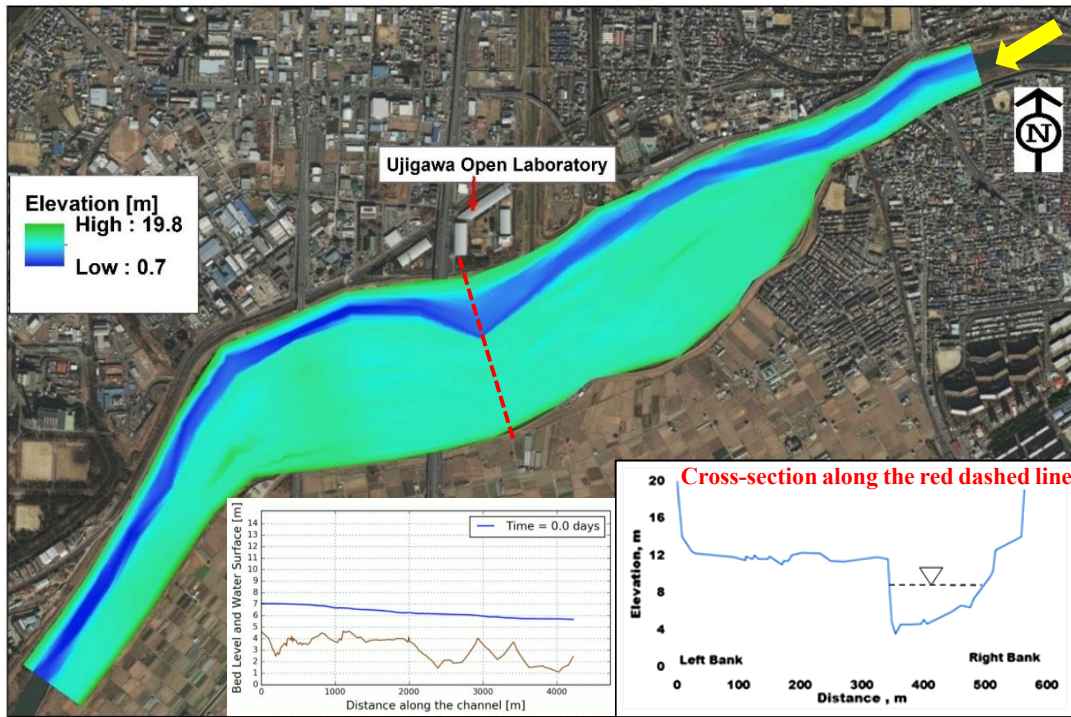 N
Ujigawa Open Laboratory
Elevation [m]
High : 19.8
Low : 0.7
Bed Level and Water Surface [m]
14
13
12
11
10
9
8
7
6
5
4
3
2
1
0
Time = 0.0 days
0 1000 2000 3000 4000
Distance along the channel [m]
Cross-section along the red dashed line
Elevation, m
20
16
12
8
4
0
Left Bank Right Bank
0 100 200 300 400 500 600
Distance , m